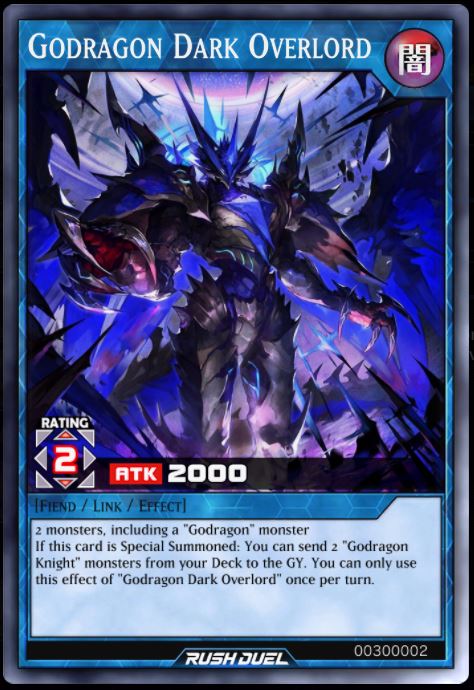 Godragon Dark Overlord
闇
RATING
2
ATK 2000
[Fiend / Link / Effect]
2 monsters, including a "Godragon" monster
If this card is Special Summoned: You can send 2 "Godragon
Knight" monsters from your Deck to the GY. You can only use
this effect of "Godragon Dark Overlord" once per turn.
00300002
RUSH DUEL